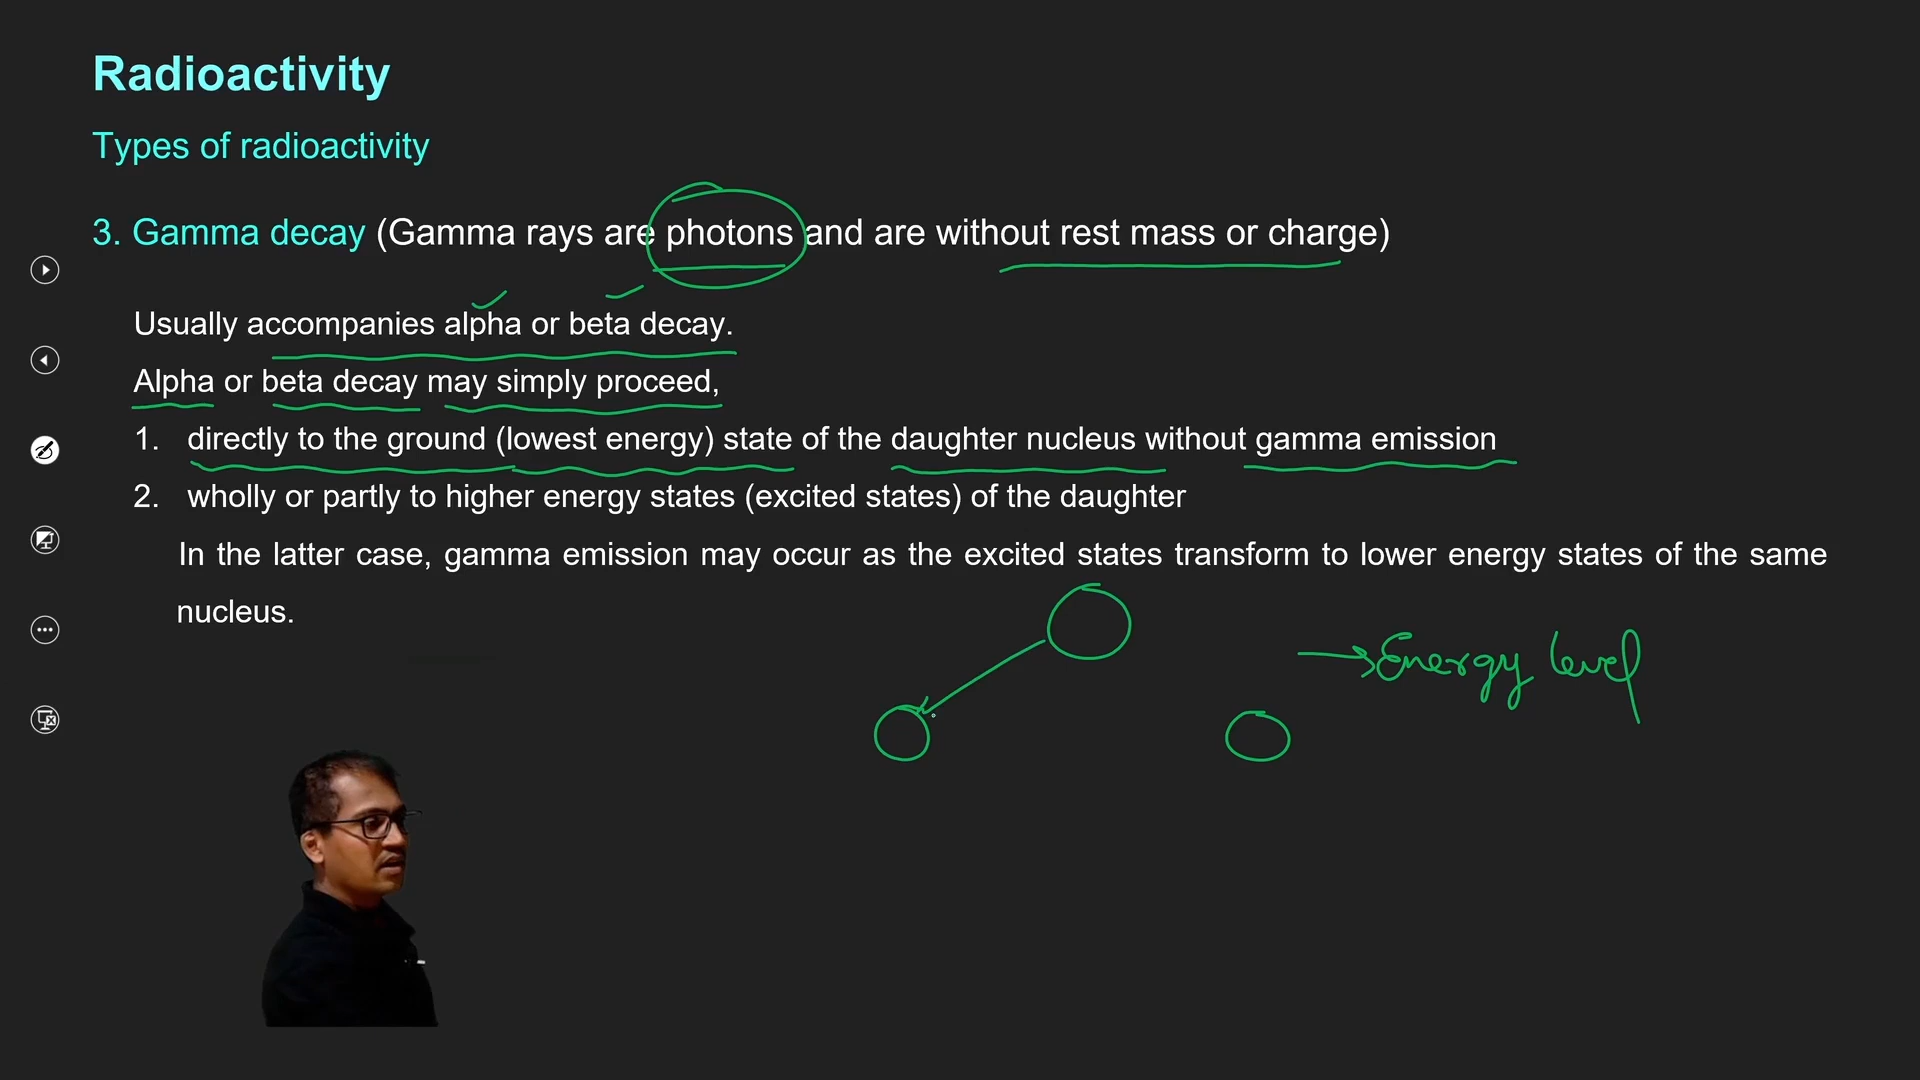 Radioactivity
Types of radioactivity
3. Gamma decay (Gamma rays are photons and are without rest mass or charge)
Usually accompanies alpha or beta decay.
Alpha or beta decay may simply proceed,
1. directly to the ground (lowest energy) state of the daughter nucleus without gamma emission
2. wholly or partly to higher energy states (excited states) of the daughter
In the latter case, gamma emission may occur as the excited states transform to lower energy states of the same
nucleus.
→Energy level